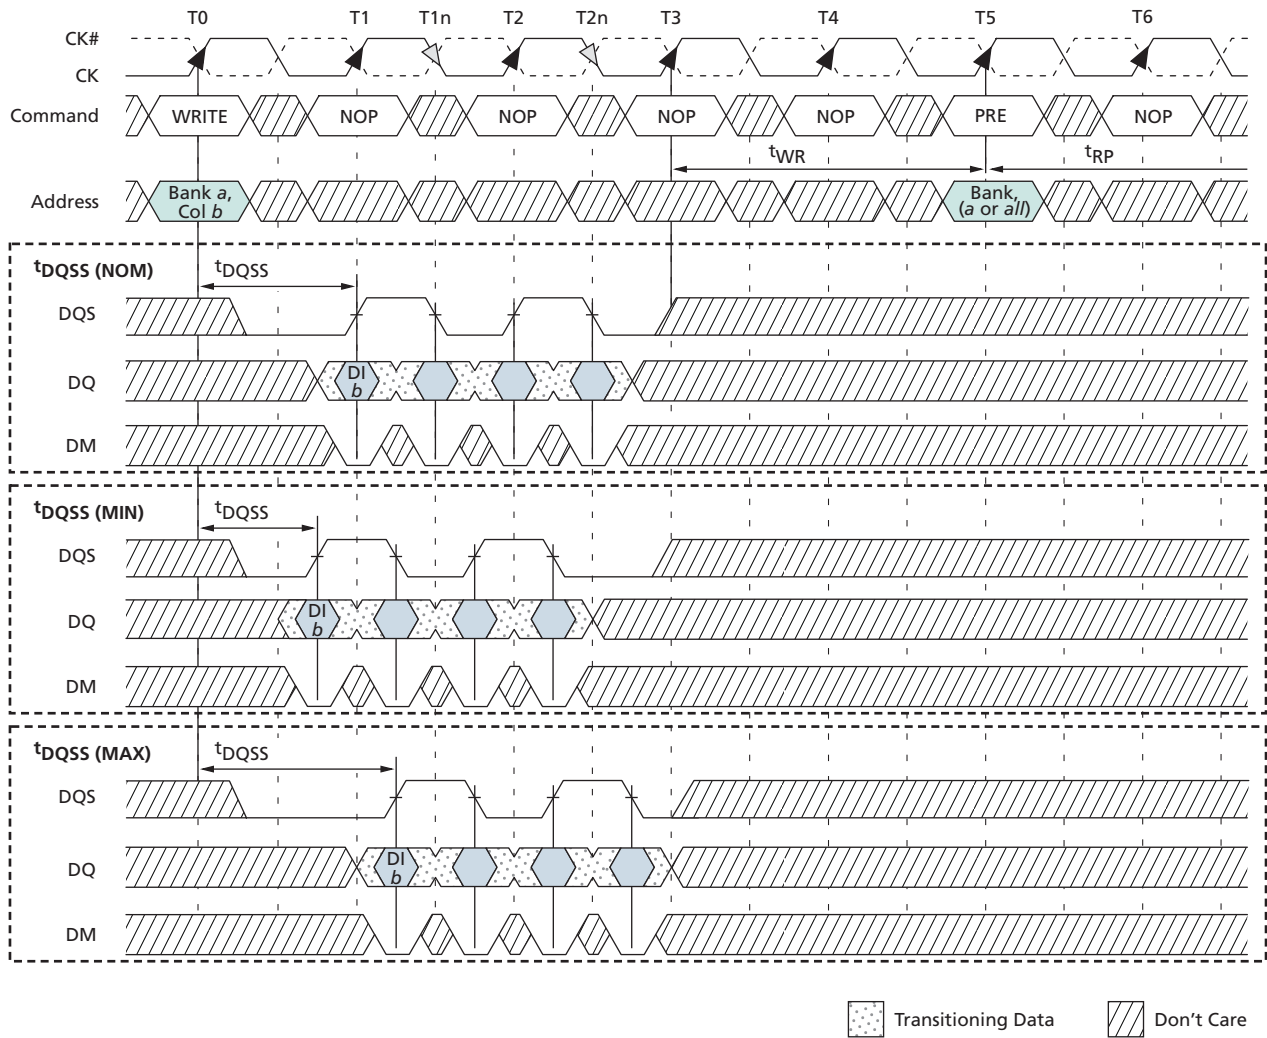 T0 T1 T1n T2 T2n T3 T4 T5 T6
CK#
CK
Command WRITE NOP NOP NOP NOP PRE NOP
tWR tRP
Address Bank a, Col b Bank, (a or all)
tDQSS (NOM) tDQSS
DQS
DQ DI b
DM
tDQSS (MIN) tDQSS
DQS
DQ DI b
DM
tDQSS (MAX) tDQSS
DQS
DQ DI b
DM
Transitioning Data Don't Care